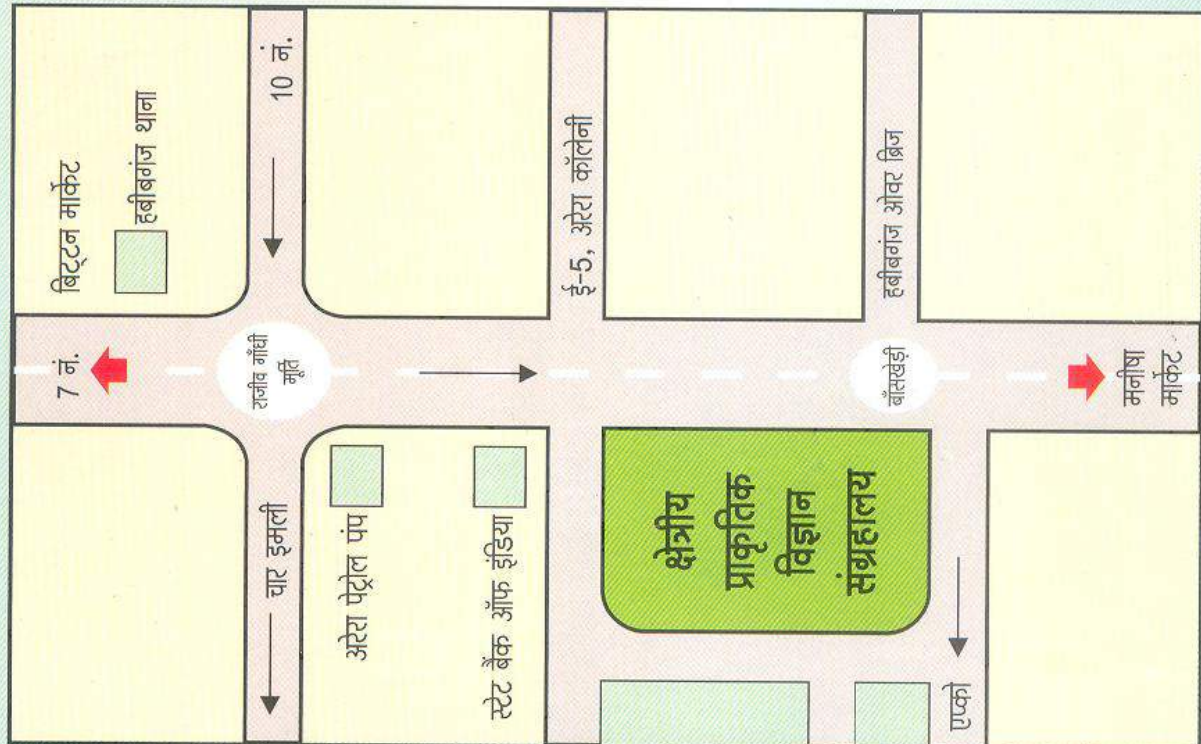 7 नं.
बिट्टन मार्केट
हबीबगंज थाना
10 नं.
राजीव गाँधी
मूर्ति
चार इमली
अरेरा पेट्रोल पंप
स्टेट बैंक ऑफ इंडिया
ई-5, अरेरा कॉलेनी
क्षेत्रीय
प्राकृतिक
विज्ञान
संग्रहालय
हबीबगंज ओवर ब्रिज
बाँसखेड़ी
एप्को
मनीषा
मार्केट